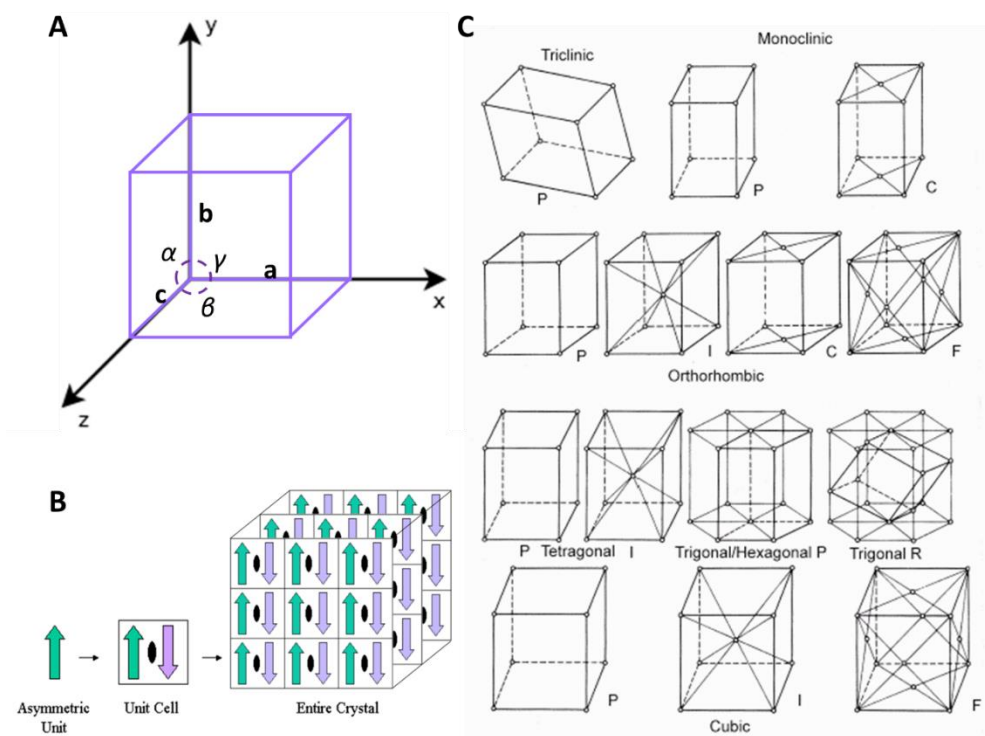 A
y
b
α
γ
a
c
β
x
z
B
Asymmetric
Unit
Unit Cell
Entire Crystal
C
Monoclinic
Triclinic
P
P
C
P
I
C
F
Orthorhombic
P Tetragonal I
Trigonal/Hexagonal P
Trigonal R
P
I
F
Cubic